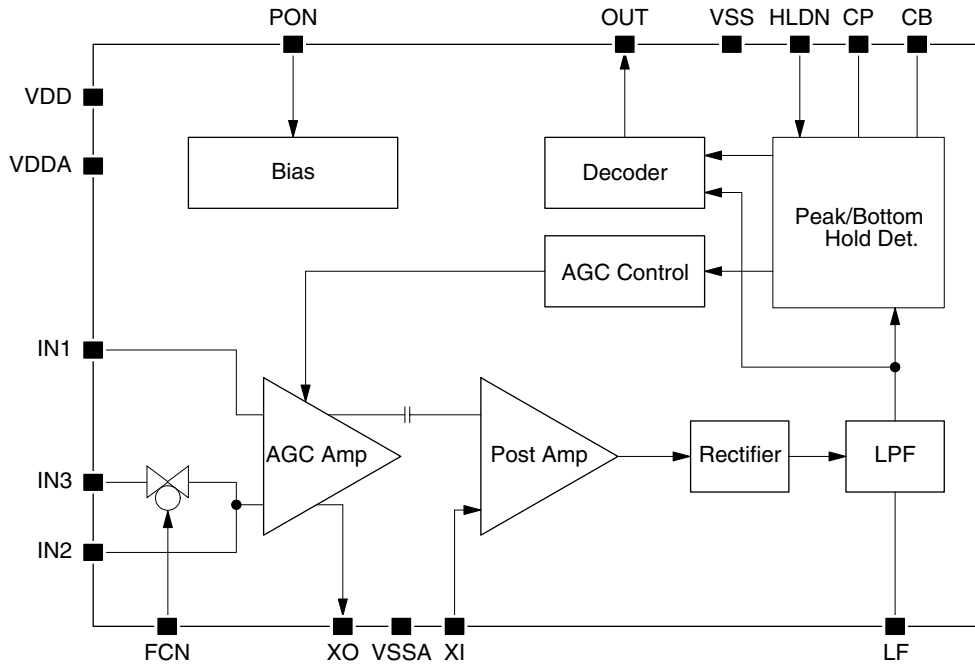 PON
OUT
VSS
HLDN
CP
CB
VDD
VDDA
Bias
Decoder
Peak/Bottom
Hold Det.
AGC Control
IN1
AGC Amp
Post Amp
Rectifier
LPF
IN3
IN2
FCN
XO
VSSA
XI
LF